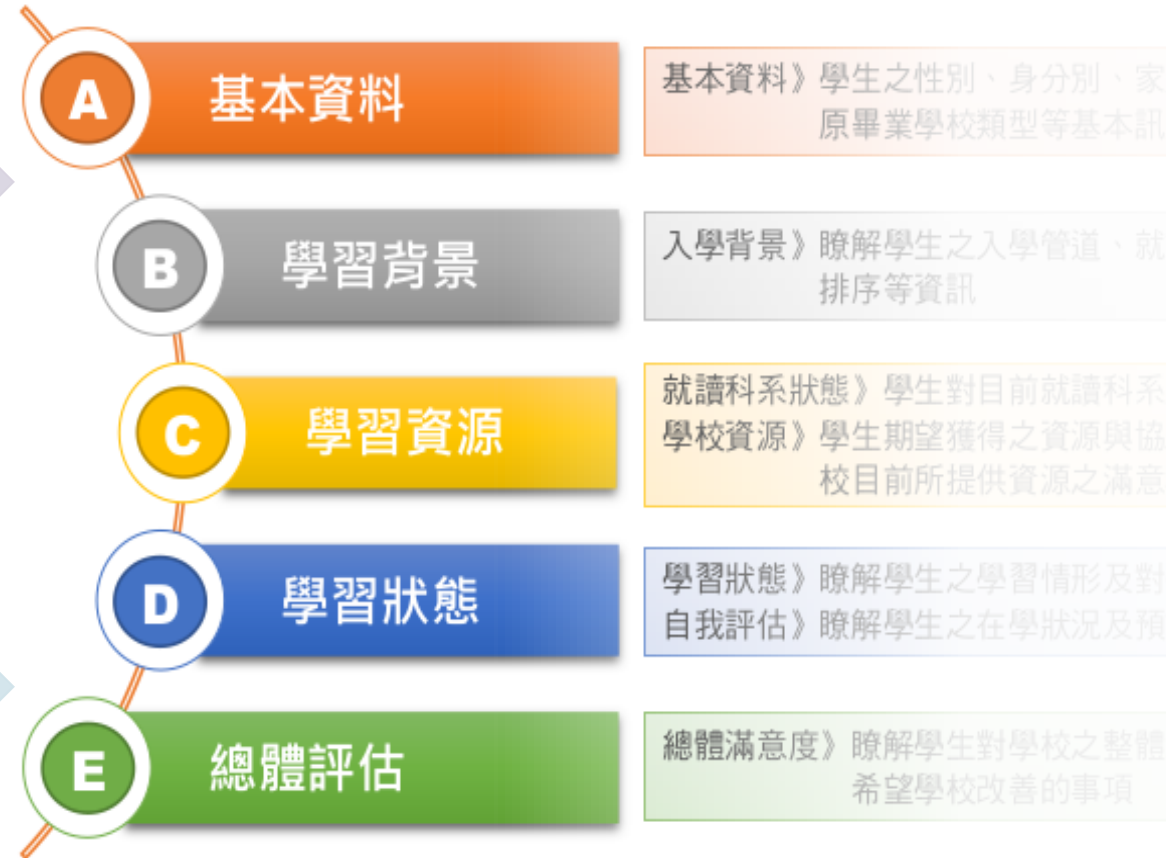 A
基本資料
基本資料》學生之性別、身分別、家
原畢業學校類型等基本訊
B
學習背景
入學背景》瞭解學生之入學管道、就
排序等資訊
C
學習資源
就讀科系狀態》學生對目前就讀科系
學校資源》學生期望獲得之資源與協
校目前所提供資源之滿意
D
學習狀態
學習狀態》瞭解學生之學習情形及對
自我評估》瞭解學生之在學狀況及預
E
總體評估
總體滿意度》瞭解學生對學校之整體
希望學校改善的事項